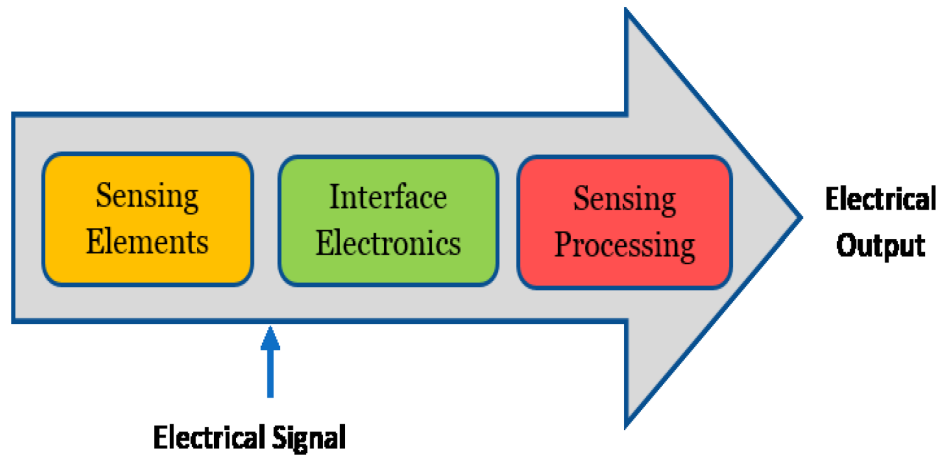 Sensing
Elements
Interface
Electronics
Sensing
Processing
Electrical
Output
Electrical Signal